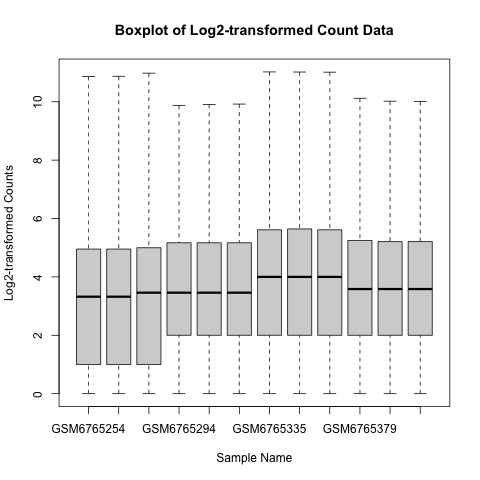 Boxplot of Log2-transformed Count Data
Log2-transformed Counts
10
8
6
4
2
0
GSM6765254 GSM6765294 GSM6765335 GSM6765379
Sample Name